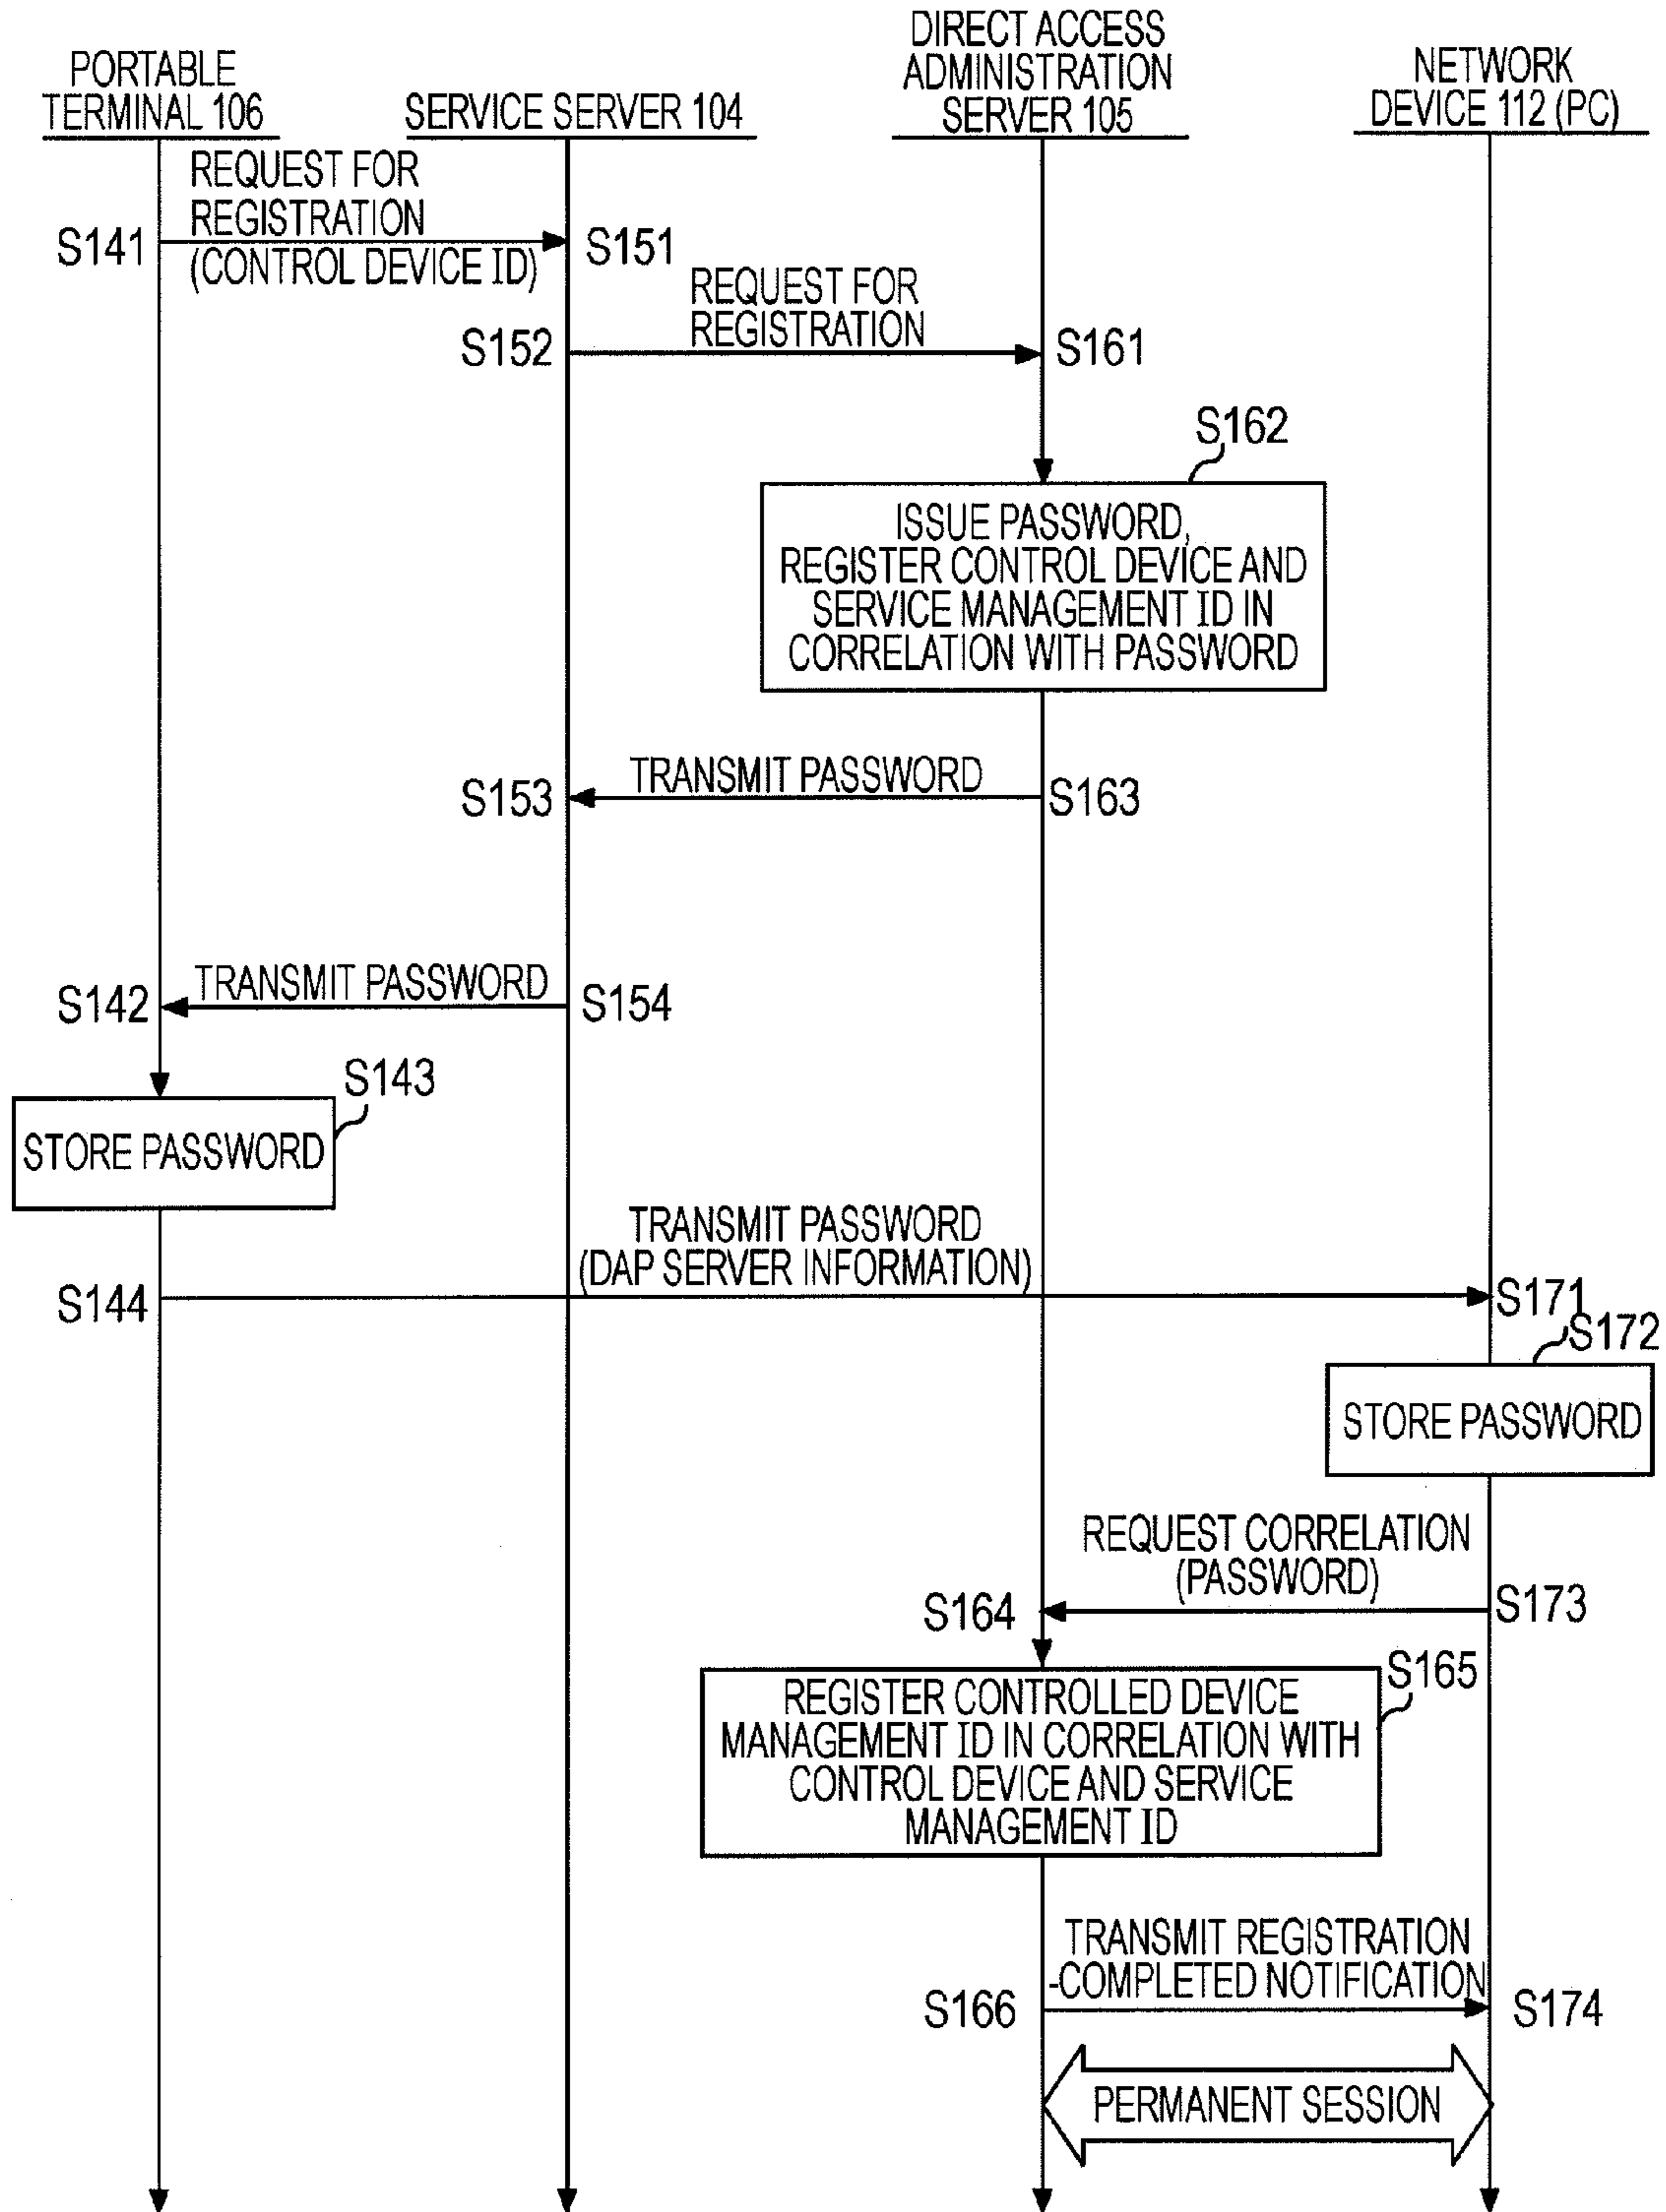 PORTABLE
TERMINAL 106
SERVICE SERVER 104
DIRECT ACCESS
ADMINISTRATION
SERVER 105
NETWORK
DEVICE 112 (PC)
REQUEST FOR
REGISTRATION
(CONTROL DEVICE ID)
S141
S151
REQUEST FOR
REGISTRATION
S152
S161
S162
ISSUE PASSWORD,
REGISTER CONTROL DEVICE AND
SERVICE MANAGEMENT ID IN
CORRELATION WITH PASSWORD
TRANSMIT PASSWORD
S153
S163
TRANSMIT PASSWORD
S142
S154
S143
STORE PASSWORD
TRANSMIT PASSWORD
(DAP SERVER INFORMATION)
S144
S171
S172
STORE PASSWORD
REQUEST CORRELATION
(PASSWORD)
S164
S173
S165
REGISTER CONTROLLED DEVICE
MANAGEMENT ID IN CORRELATION WITH
CONTROL DEVICE AND SERVICE
MANAGEMENT ID
TRANSMIT REGISTRATION
-COMPLETED NOTIFICATION
S166
S174
PERMANENT SESSION